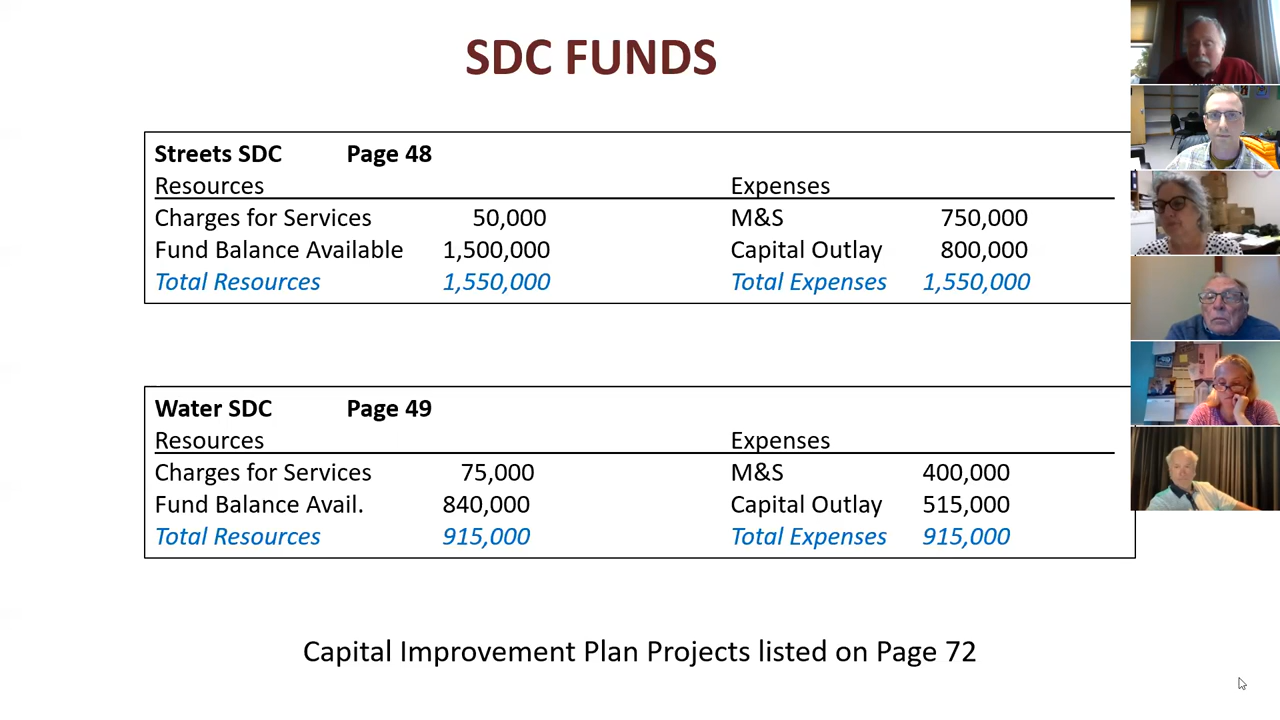 SDC FUNDS
Streets SDC Page 48
Resources Expenses
Charges for Services 50,000 M&S 750,000
Fund Balance Available 1,500,000 Capital Outlay 800,000
Total Resources 1,550,000 Total Expenses 1,550,000
Water SDC Page 49
Resources Expenses
Charges for Services 75,000 M&S 400,000
Fund Balance Avail. 840,000 Capital Outlay 515,000
Total Resources 915,000 Total Expenses 915,000
Capital Improvement Plan Projects listed on Page 72